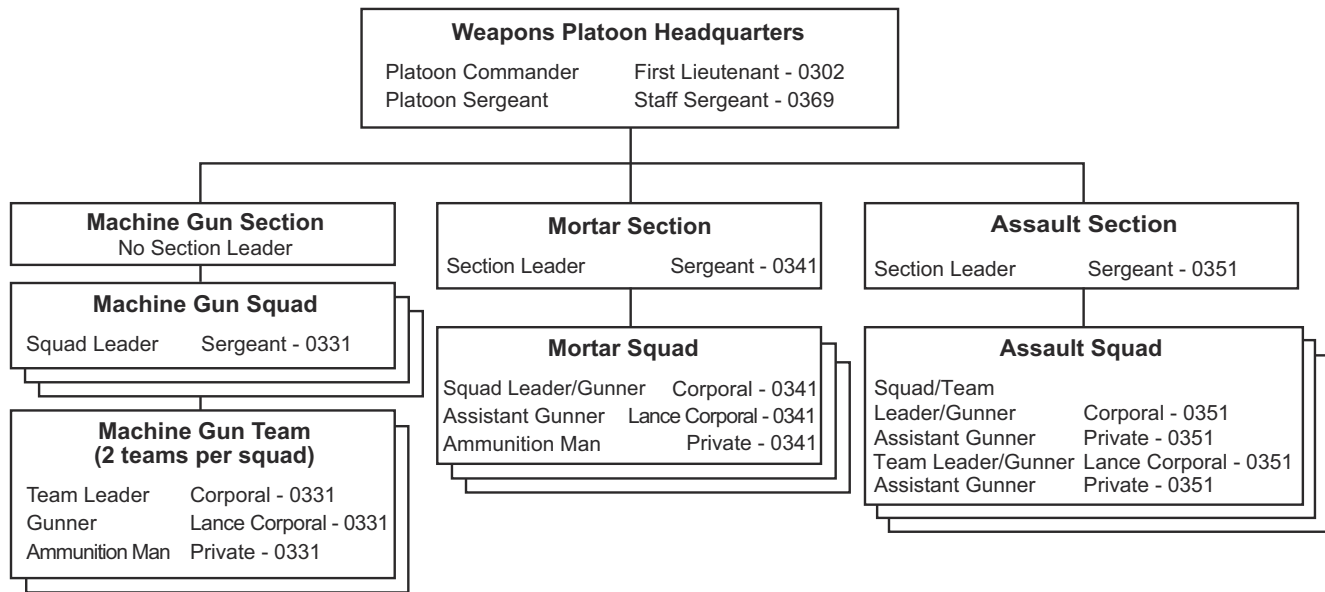 Weapons Platoon Headquarters
Platoon Commander First Lieutenant - 0302
Platoon Sergeant Staff Sergeant - 0369
Machine Gun Section
No Section Leader
Machine Gun Squad
Squad Leader Sergeant - 0331
Machine Gun Team
(2 teams per squad)
Team Leader Corporal - 0331
Gunner Lance Corporal - 0331
Ammunition Man Private - 0331
Mortar Section
Section Leader Sergeant - 0341
Mortar Squad
Squad Leader/Gunner Corporal - 0341
Assistant Gunner Lance Corporal - 0341
Ammunition Man Private - 0341
Assault Section
Section Leader Sergeant - 0351
Assault Squad
Squad/Team
Leader/Gunner Corporal - 0351
Assistant Gunner Private - 0351
Team Leader/Gunner Lance Corporal - 0351
Assistant Gunner Private - 0351